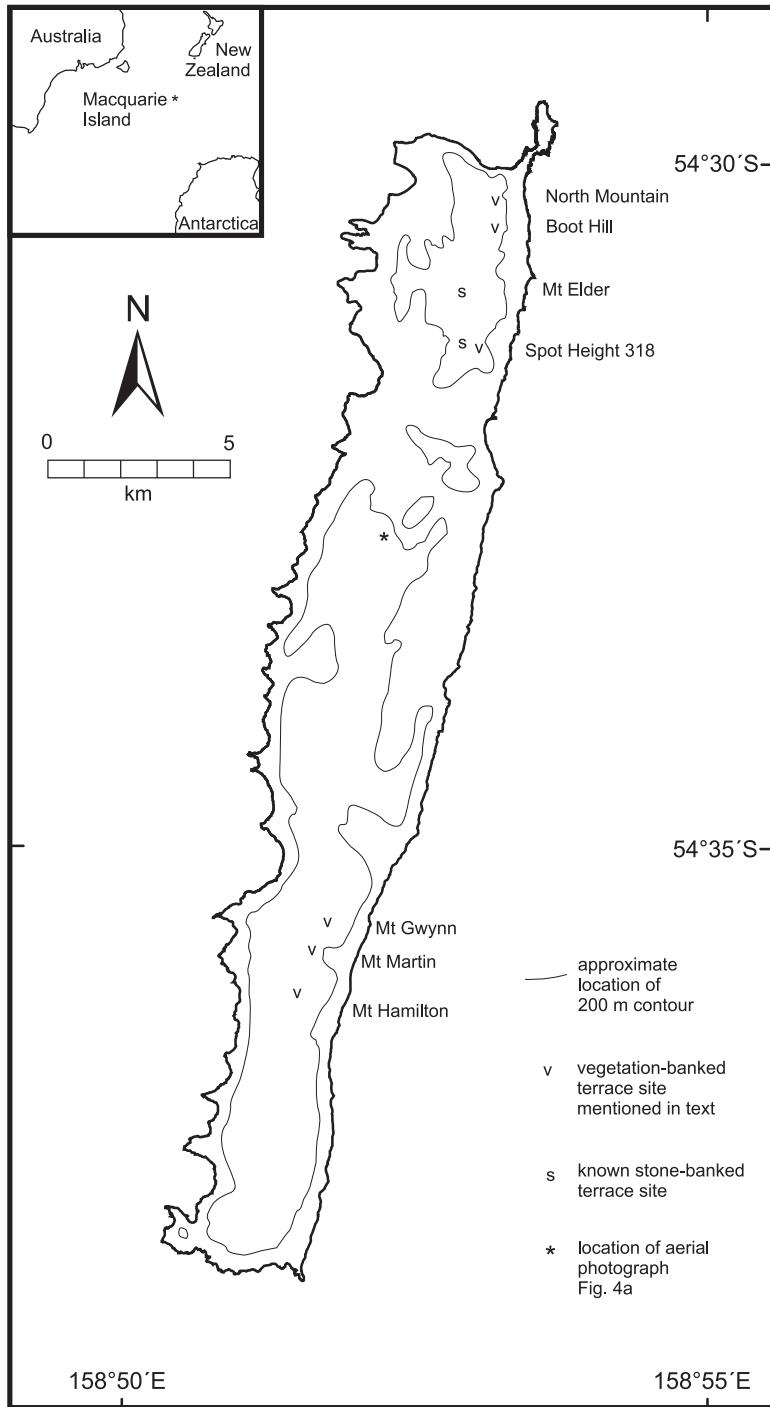 Australia
New
Zealand
Macquarie *
Island
Antarctica
54°30´S
North Mountain
v
Boot Hill
v
N
s
Mt Elder
s v
Spot Height 318
0 5
km
*
54°35´S
v
Mt Gwynn
v
Mt Martin
v
Mt Hamilton
approximate
location of
200 m contour
v vegetation-banked
terrace site
mentioned in text
s known stone-banked
terrace site
* location of aerial
photograph
Fig. 4a
158°50´E 158°55´E